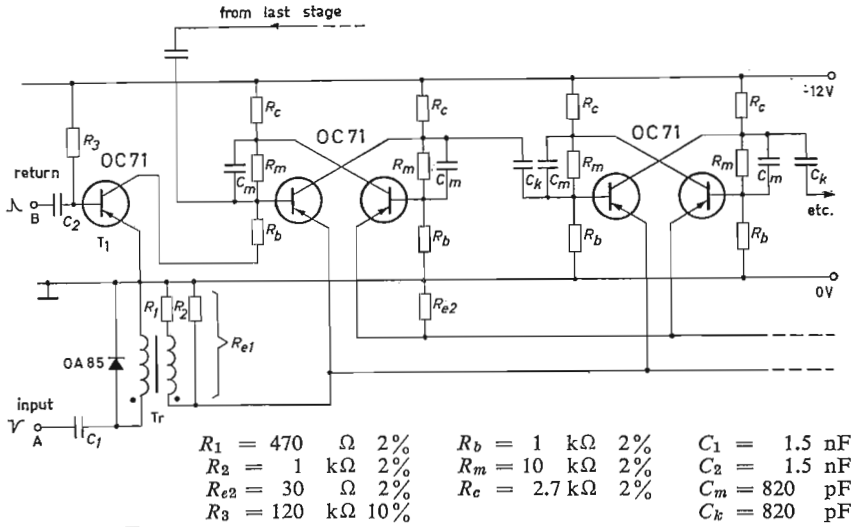 from last stage
-12V
Rc
Rc
Rc
Rc
R3
OC71
OC71
OC71
return
B
C2
T1
Cm
Rm
Rm
Cm
Ck
Cm
Rm
Rm
Cm
Ck
etc.
Rb
Rb
Rb
Rb
0V
R1
R2
Re1
Re2
OA85
input
A
C1
Tr
R1 = 470 Ω 2% Rb = 1 kΩ 2% C1 = 1.5 nF
R2 = 1 kΩ 2% Rm = 10 kΩ 2% C2 = 1.5 nF
Re2 = 30 Ω 2% Rc = 2.7 kΩ 2% Cm = 820 pF
R3 = 120 kΩ 10% Ck = 820 pF